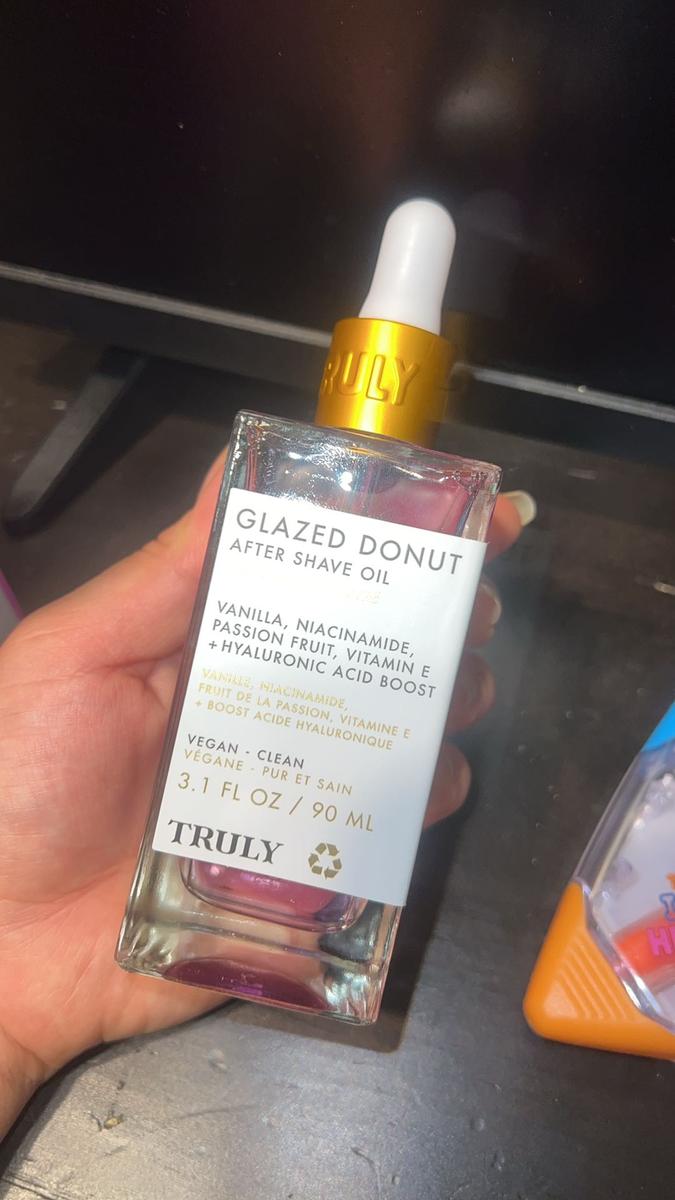 RULY
GLAZED DONUT
AFTER SHAVE OIL
VANILLA, NIACINAMIDE,
PASSION FRUIT, VITAMIN E
+ HYALURONIC ACID BOOST
VANILLE, NIACINAMIDE,
FRUIT DE LA PASSION, VITAMINE E
+ BOOST ACIDE HYALURONIQUE
VEGAN - CLEAN
VÉGANE - PUR ET SAIN
3.1 FL OZ / 90 ML
TRULY